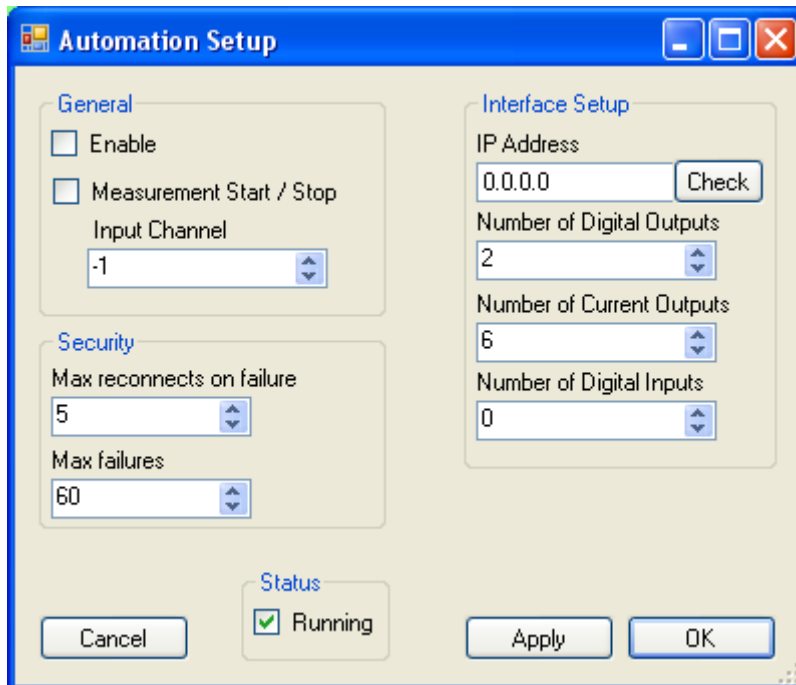 Automation Setup
General
Enable
Measurement Start / Stop
Input Channel
-1
Security
Max reconnects on failure
5
Max failures
60
Interface Setup
IP Address
0.0.0.0
Check
Number of Digital Outputs
2
Number of Current Outputs
6
Number of Digital Inputs
0
Status
Running
Cancel
Apply
OK